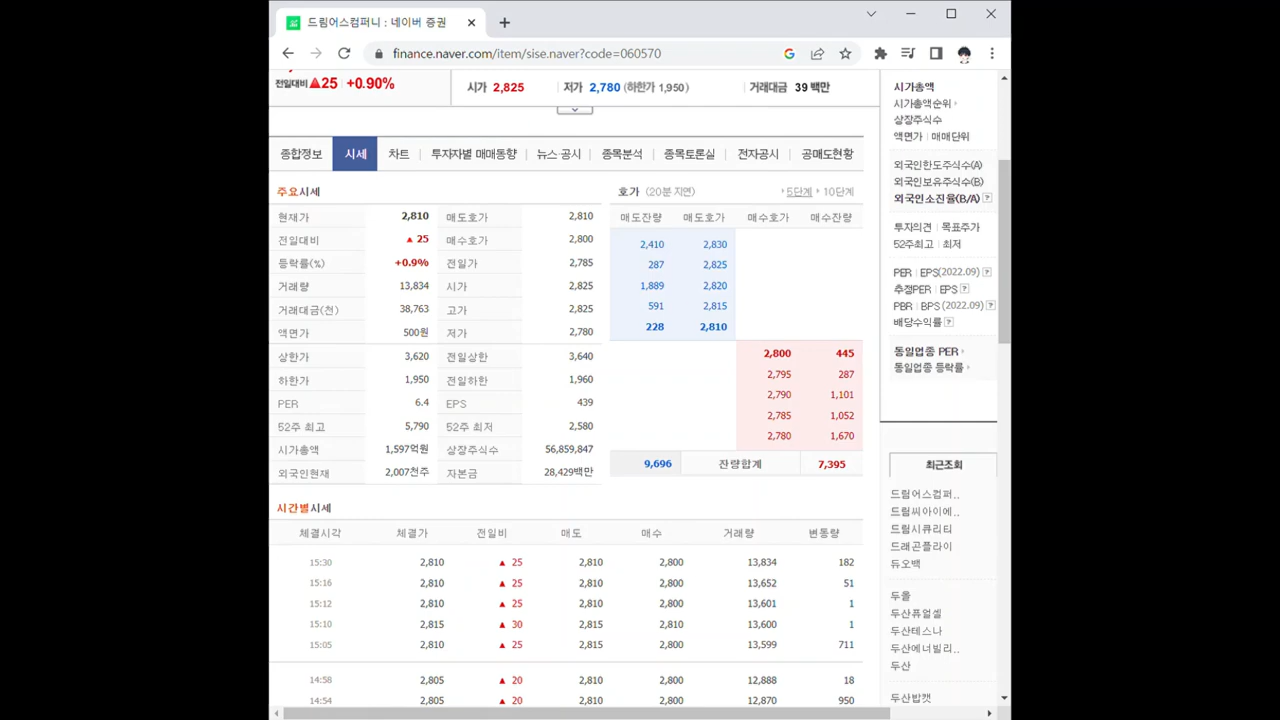 드림어스컴퍼니 : 네이버 증권
finance.naver.com/item/sise.naver?code=060570
전일대비 ▲25 +0.90%
시가 2,825 저가 2,780 (하한가 1,950) 거래대금 39 백만
종합정보 시세 차트 투자자별 매매동향 뉴스·공시 종목분석 종목토론실 전자공시 공매도현황
주요시세
현재가 2,810 매도호가 2,810
전일대비 ▲ 25 매수호가 2,800
등락률(%) +0.9% 전일가 2,785
거래량 13,834 시가 2,825
거래대금(천) 38,763 고가 2,825
액면가 500원 저가 2,780
상한가 3,620 전일상한 3,640
하한가 1,950 전일하한 1,960
PER 6.4 EPS 439
52주 최고 5,790 52주 최저 2,580
시가총액 1,597억원 상장주식수 56,859,847
외국인현재 2,007천주 자본금 28,429백만
호가 (20분 지연) 5단계 10단계
매도잔량 매도호가 매수호가 매수잔량
2,410 2,830
287 2,825
1,889 2,820
591 2,815
228 2,810
2,800 445
2,795 287
2,790 1,101
2,785 1,052
2,780 1,670
9,696 잔량합계 7,395
시간별시세
체결시각 체결가 전일비 매도 매수 거래량 변동량
15:30 2,810 ▲ 25 2,810 2,800 13,834 182
15:16 2,810 ▲ 25 2,810 2,800 13,652 51
15:12 2,810 ▲ 25 2,810 2,800 13,601 1
15:10 2,815 ▲ 30 2,815 2,810 13,600 1
15:05 2,810 ▲ 25 2,815 2,800 13,599 711
14:58 2,805 ▲ 20 2,810 2,800 12,888 18
14:54 2,805 ▲ 20 2,810 2,800 12,870 950
시가총액
시가총액순위
상장주식수
액면가 | 매매단위
외국인한도주식수(A)
외국인보유주식수(B)
외국인소진율(B/A) ?
투자의견 | 목표주가
52주최고 | 최저
PER | EPS(2022.09) ?
추정PER | EPS ?
PBR | BPS (2022.09) ?
배당수익률 ?
동일업종 PER
동일업종 등락률
최근조회
드림어스컴퍼..
드림씨아이에..
드림시큐리티
드래곤플라이
듀오백
두올
두산퓨얼셀
두산테스나
두산에너빌리..
두산
두산밥캣